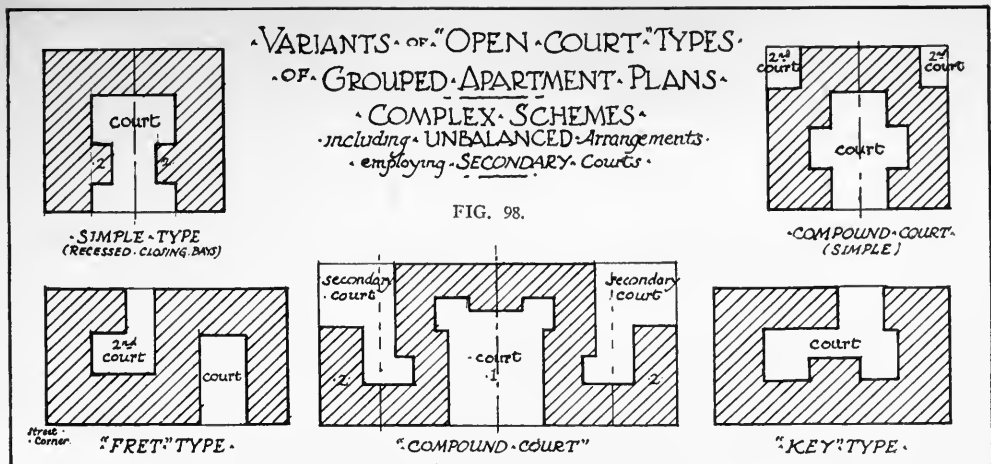 ·VARIANTS·OF·"OPEN·COURT"TYPES·
·OF·GROUPED·APARTMENT·PLANS·
·COMPLEX·SCHEMES·
·including·UNBALANCED·Arrangements·
·employing·SECONDARY·Courts·
FIG. 98.
court
2
2
·SIMPLE·TYPE
(RECESSED·CLOSING·BAYS)
2nd
court
2nd
court
court
·COMPOUND·COURT·
(SIMPLE)
2nd
court
court
Street·
·Corner·
·"FRET"TYPE·
secondary
·court·
secondary
court·
·court
·1·
·2·
·2·
·"COMPOUND·COURT"
court
·"KEY"TYPE·